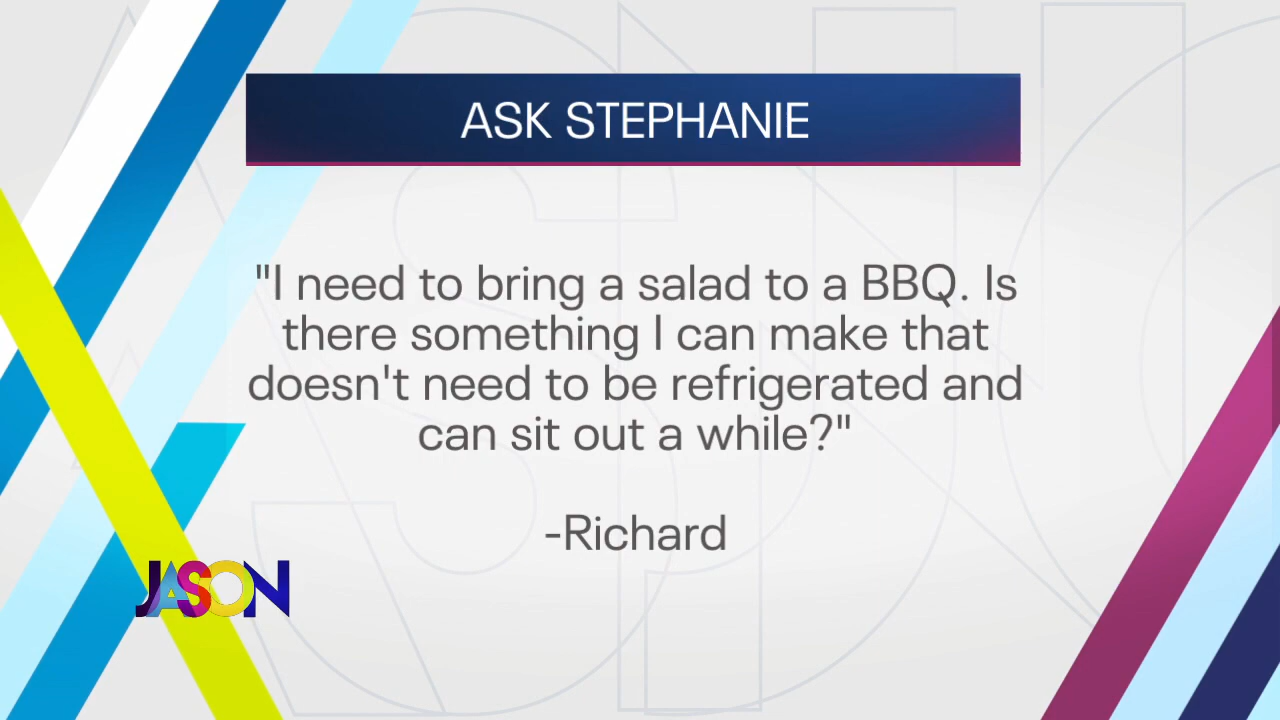 ASK STEPHANIE
"I need to bring a salad to a BBQ. Is
there something I can make that
doesn't need to be refrigerated and
can sit out a while?"
-Richard
JASON